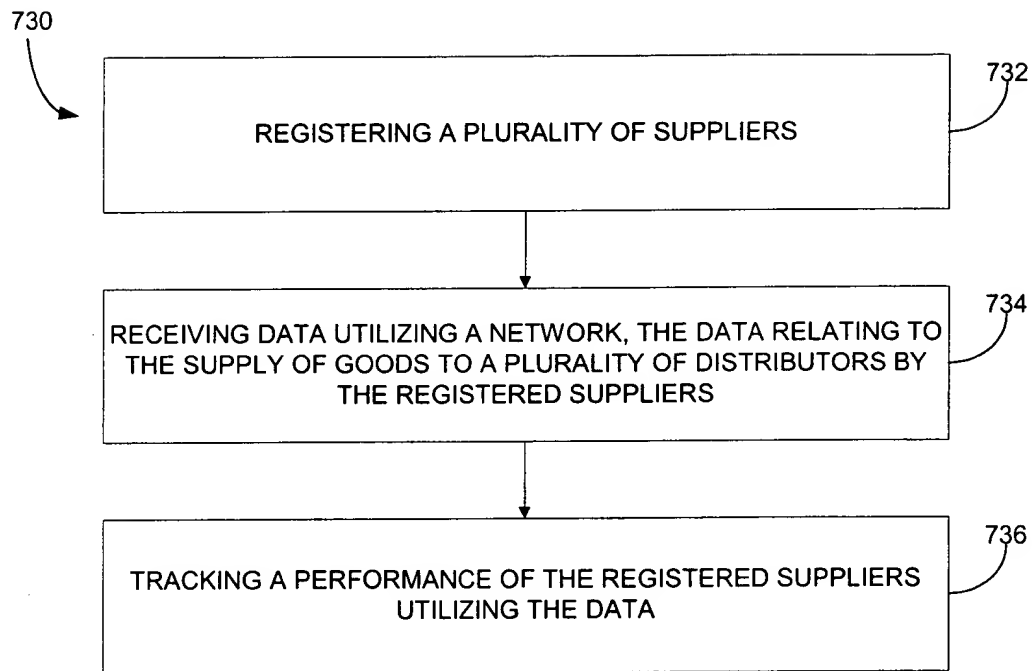 730
732
REGISTERING A PLURALITY OF SUPPLIERS
734
RECEIVING DATA UTILIZING A NETWORK, THE DATA RELATING TO
THE SUPPLY OF GOODS TO A PLURALITY OF DISTRIBUTORS BY
THE REGISTERED SUPPLIERS
736
TRACKING A PERFORMANCE OF THE REGISTERED SUPPLIERS
UTILIZING THE DATA